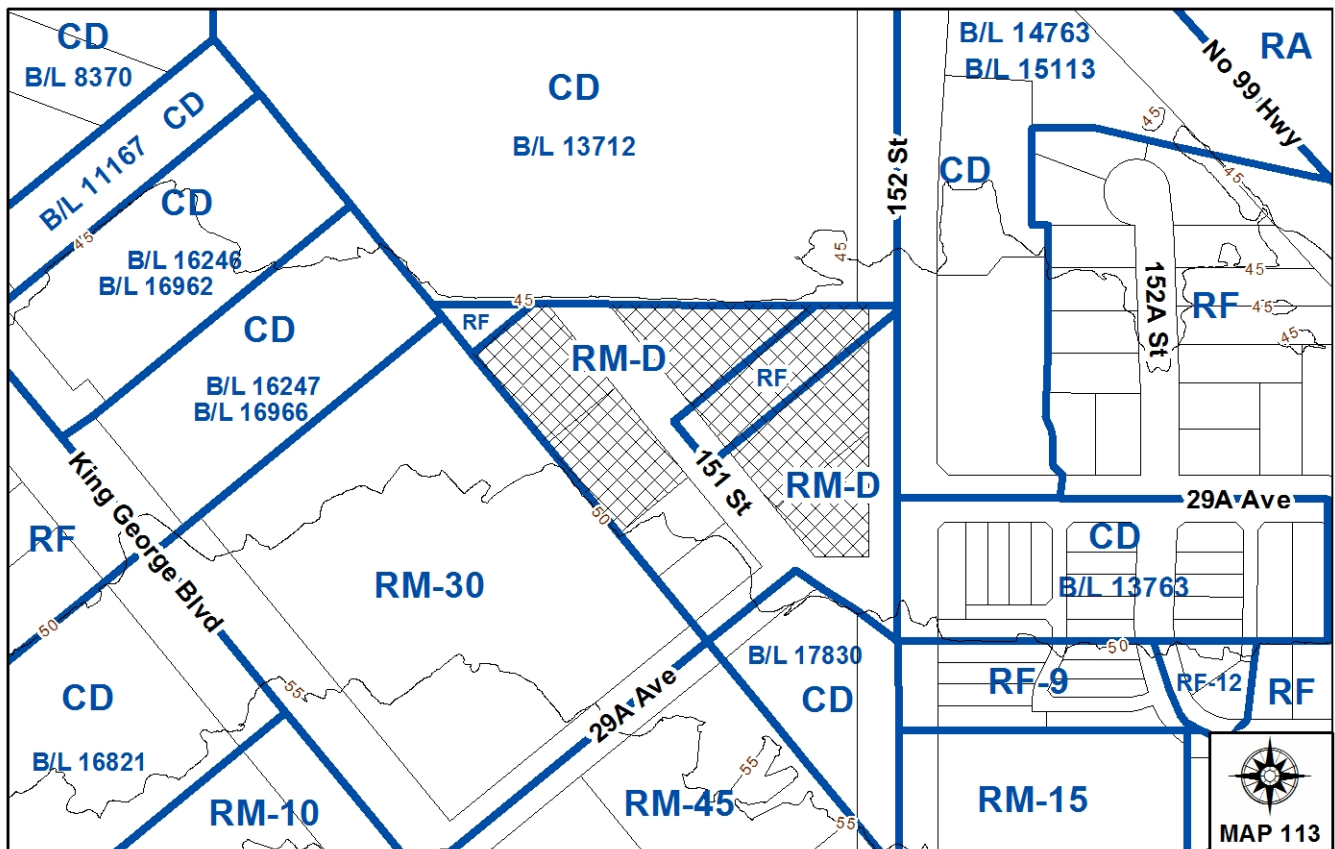 CD
B/L 8370
CD
B/L 11167
CD
B/L 16246
B/L 16962
CD
B/L 16247
B/L 16966
CD
B/L 13712
B/L 14763
B/L 15113
RA
No 99 Hwy
152 St
CD
45
45
45
45
45
45
45
45
152A St
RF
RF
RM-D
RF
151 St
RM-D
King George Blvd
RF
50
50
RM-30
29A Ave
CD
B/L 13763
50
B/L 17830
CD
RF-9
RF-12
RF
CD
B/L 16821
55
RM-10
29A Ave
RM-45
55
55
RM-15
MAP 113